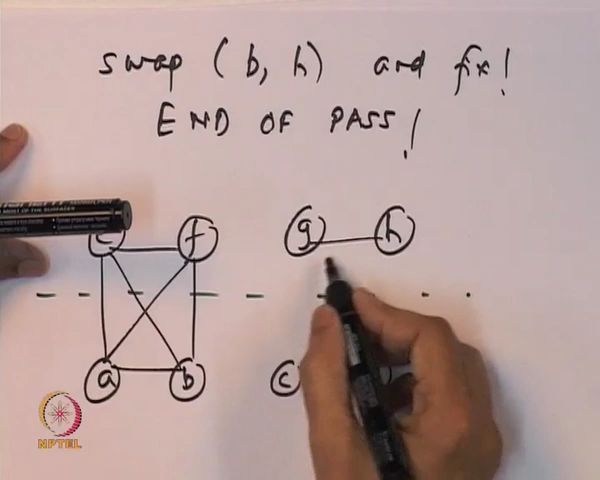 swap (b, h) and fix!
END OF PASS!
f g h
a b c
NPTEL